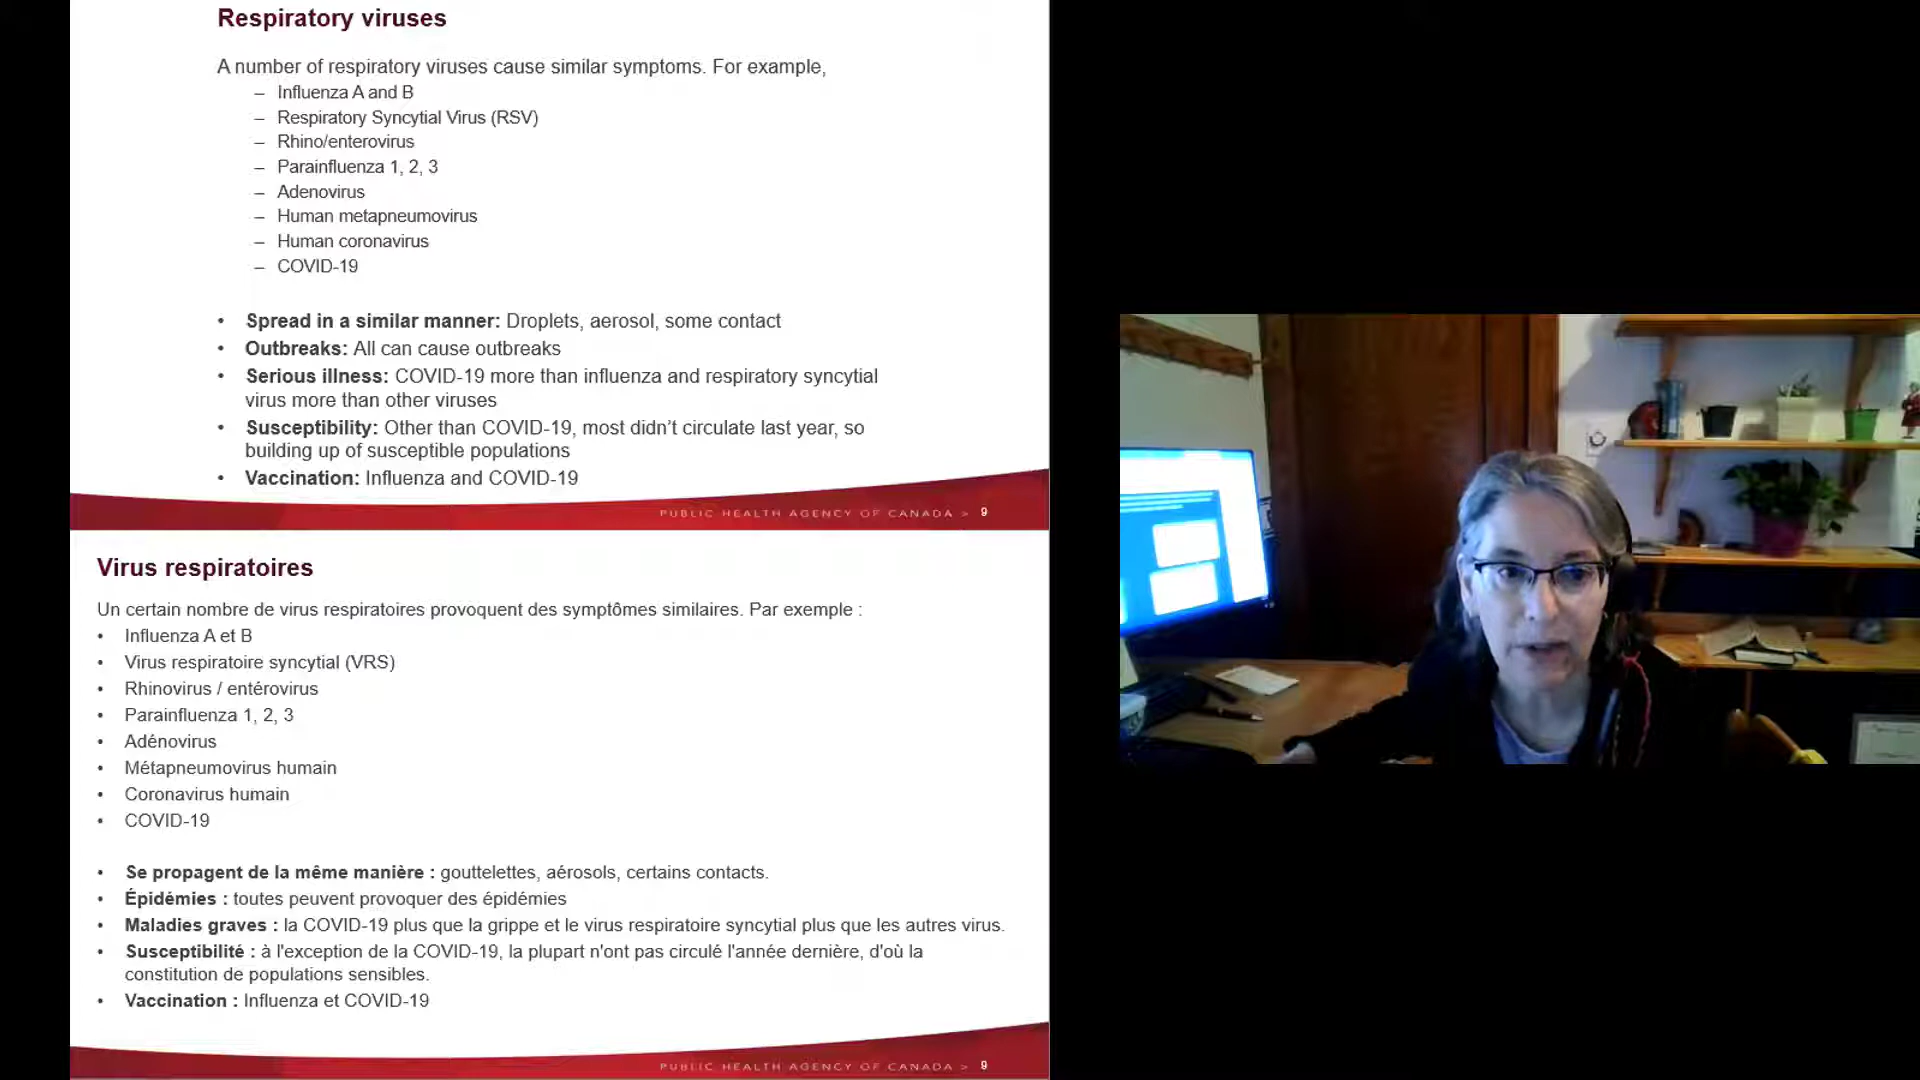 Respiratory viruses
A number of respiratory viruses cause similar symptoms. For example,
– Influenza A and B
– Respiratory Syncytial Virus (RSV)
– Rhino/enterovirus
– Parainfluenza 1, 2, 3
– Adenovirus
– Human metapneumovirus
– Human coronavirus
– COVID-19
• Spread in a similar manner: Droplets, aerosol, some contact
• Outbreaks: All can cause outbreaks
• Serious illness: COVID-19 more than influenza and respiratory syncytial
virus more than other viruses
• Susceptibility: Other than COVID-19, most didn't circulate last year, so
building up of susceptible populations
• Vaccination: Influenza and COVID-19
PUBLIC HEALTH AGENCY OF CANADA > 9
Virus respiratoires
Un certain nombre de virus respiratoires provoquent des symptômes similaires. Par exemple :
• Influenza A et B
• Virus respiratoire syncytial (VRS)
• Rhinovirus / entérovirus
• Parainfluenza 1, 2, 3
• Adénovirus
• Métapneumovirus humain
• Coronavirus humain
• COVID-19
• Se propagent de la même manière : gouttelettes, aérosols, certains contacts.
• Épidémies : toutes peuvent provoquer des épidémies
• Maladies graves : la COVID-19 plus que la grippe et le virus respiratoire syncytial plus que les autres virus.
• Susceptibilité : à l'exception de la COVID-19, la plupart n'ont pas circulé l'année dernière, d'où la
constitution de populations sensibles.
• Vaccination : Influenza et COVID-19
PUBLIC HEALTH AGENCY OF CANADA > 9